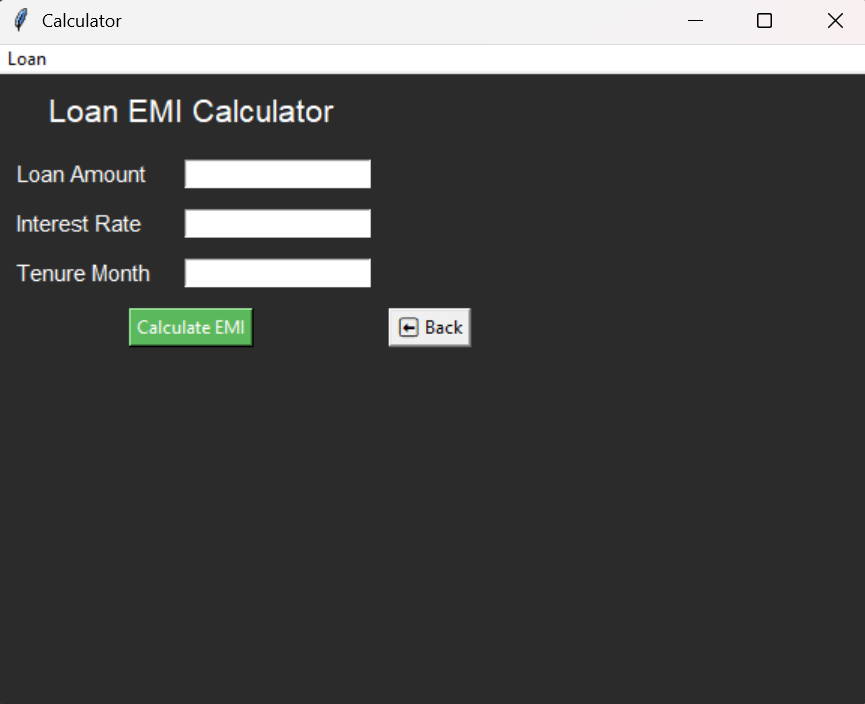 Calculator
Loan
Loan EMI Calculator
Loan Amount
Interest Rate
Tenure Month
Calculate EMI
Back